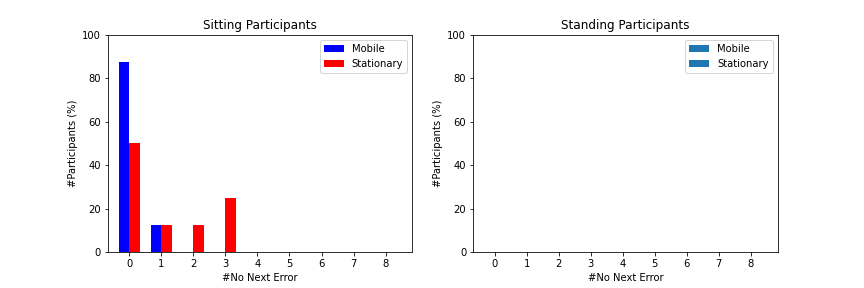 Sitting Participants
#Participants (%)
100
80
60
40
20
0
Mobile
Stationary
0 1 2 3 4 5 6 7 8
#No Next Error
Standing Participants
#Participants (%)
100
80
60
40
20
0
Mobile
Stationary
0 1 2 3 4 5 6 7 8
#No Next Error